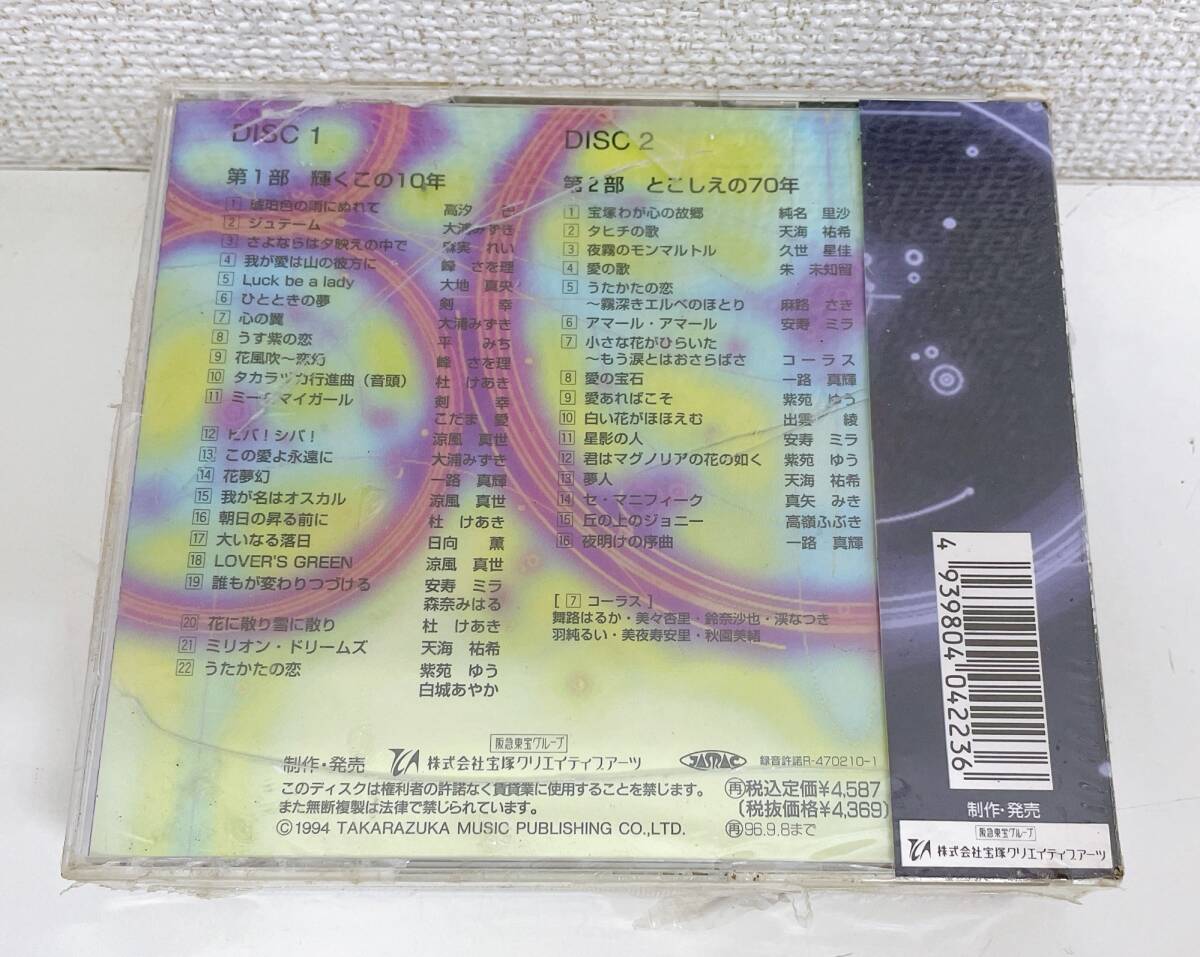 DISC 1
第1部 輝くこの10年
1 琥珀色の雨にぬれて 高汐 巴
2 ジュテーム 大浦みずき
3 さよならは夕映えの中で 麻実 れい
4 我が愛は山の彼方に 峰 さを理
5 Luck be a lady 大地 真央
6 ひとときの夢 剣 幸
7 心の翼 大浦みずき
8 うす紫の恋 平 みち
9 花風吹〜恋幻 峰 さを理
10 タカラヅカ行進曲（音頭） 杜 けあき
11 ミー＆マイガール 剣 幸
こだま 愛
12 ビバ！シバ！ 涼風 真世
13 この愛よ永遠に 大浦みずき
14 花夢幻 一路 真輝
15 我が名はオスカル 涼風 真世
16 朝日の昇る前に 杜 けあき
17 大いなる落日 日向 薫
18 LOVER'S GREEN 涼風 真世
19 誰もが変わりつづける 安寿 ミラ
森奈みはる
20 花に散り雪に散り 杜 けあき
21 ミリオン・ドリームズ 天海 祐希
22 うたかたの恋 紫苑 ゆう
白城あやか
DISC 2
第2部 とこしえの70年
1 宝塚わが心の故郷 純名 里沙
2 タヒチの歌 天海 祐希
3 夜霧のモンマルトル 久世 星佳
4 愛の歌 朱 未知留
5 うたかたの恋
〜霧深きエルベのほとり 麻路 さき
6 アマール・アマール 安寿 ミラ
7 小さな花がひらいた
〜もう涙とはおさらばさ コーラス
8 愛の宝石 一路 真輝
9 愛あればこそ 紫苑 ゆう
10 白い花がほほえむ 出雲 綾
11 星影の人 安寿 ミラ
12 君はマグノリアの花の如く 紫苑 ゆう
13 夢人 天海 祐希
14 セ・マニフィーク 真矢 みき
15 丘の上のジョニー 高嶺ふぶき
16 夜明けの序曲 一路 真輝
[ 7 コーラス ]
舞路はるか・美々杏里・鈴奈沙也・渓なつき
羽純るい・美夜寿安里・秋園美緒
阪急東宝グループ
制作・発売 TCA 株式会社宝塚クリエイティブアーツ
JASRAC 録音許諾R-470210-1
このディスクは権利者の許諾なく賃貸業に使用することを禁じます。
また無断複製は法律で禁じられています。
Ⓒ1994 TAKARAZUKA MUSIC PUBLISHING CO.,LTD.
再税込定価¥4,587
(税抜価格¥4,369)
再96.9.8まで
4 939804 042236
制作・発売
阪急東宝グループ
TCA 株式会社宝塚クリエイティブアーツ